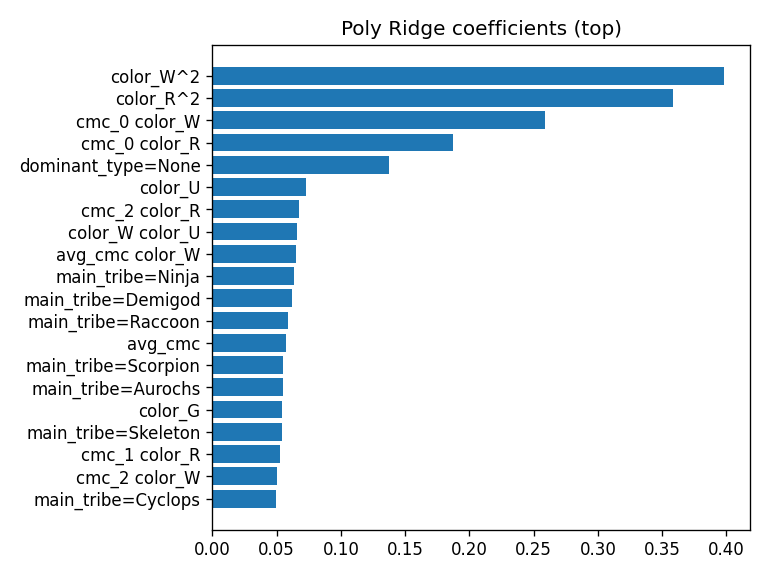 Poly Ridge coefficients (top)
color_W^2
color_R^2
cmc_0 color_W
cmc_0 color_R
dominant_type=None
color_U
cmc_2 color_R
color_W color_U
avg_cmc color_W
main_tribe=Ninja
main_tribe=Demigod
main_tribe=Raccoon
avg_cmc
main_tribe=Scorpion
main_tribe=Aurochs
color_G
main_tribe=Skeleton
cmc_1 color_R
cmc_2 color_W
main_tribe=Cyclops
0.00 0.05 0.10 0.15 0.20 0.25 0.30 0.35 0.40